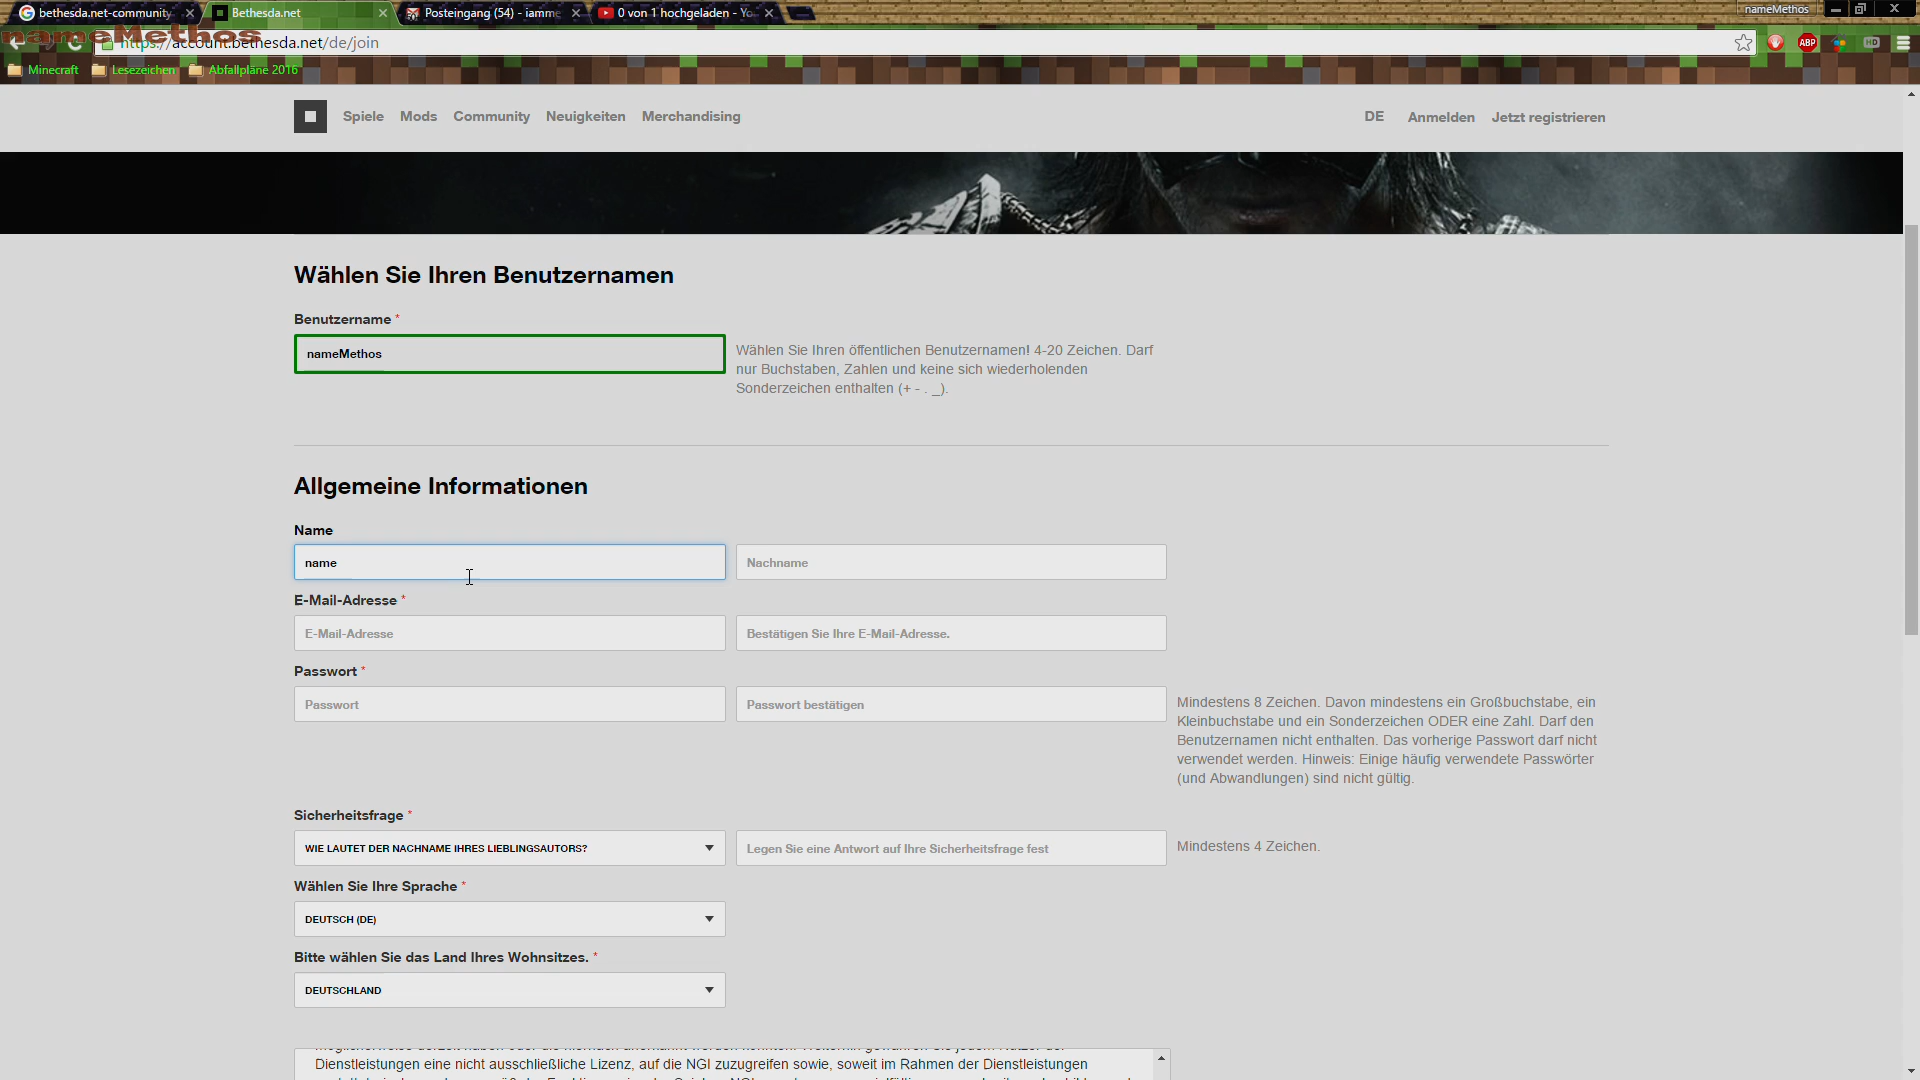 bethesda.net-community
Bethesda.net
Posteingang (54) - iamme
0 von 1 hochgeladen - Yo
nameMethos
nameMethos
https://account.bethesda.net/de/join
ABP
HD
Minecraft
Lesezeichen
Abfallpläne 2016
Spiele
Mods
Community
Neuigkeiten
Merchandising
DE
Anmelden
Jetzt registrieren
Wählen Sie Ihren Benutzernamen
Benutzername *
nameMethos
Wählen Sie Ihren öffentlichen Benutzernamen! 4-20 Zeichen. Darf
nur Buchstaben, Zahlen und keine sich wiederholenden
Sonderzeichen enthalten (+ - . _).
Allgemeine Informationen
Name
name
Nachname
E-Mail-Adresse *
E-Mail-Adresse
Bestätigen Sie Ihre E-Mail-Adresse.
Passwort *
Passwort
Passwort bestätigen
Mindestens 8 Zeichen. Davon mindestens ein Großbuchstabe, ein
Kleinbuchstabe und ein Sonderzeichen ODER eine Zahl. Darf den
Benutzernamen nicht enthalten. Das vorherige Passwort darf nicht
verwendet werden. Hinweis: Einige häufig verwendete Passwörter
(und Abwandlungen) sind nicht gültig.
Sicherheitsfrage *
WIE LAUTET DER NACHNAME IHRES LIEBLINGSAUTORS?
Legen Sie eine Antwort auf Ihre Sicherheitsfrage fest
Mindestens 4 Zeichen.
Wählen Sie Ihre Sprache *
DEUTSCH (DE)
Bitte wählen Sie das Land Ihres Wohnsitzes. *
DEUTSCHLAND
Dienstleistungen eine nicht ausschließliche Lizenz, auf die NGI zuzugreifen sowie, soweit im Rahmen der Dienstleistungen